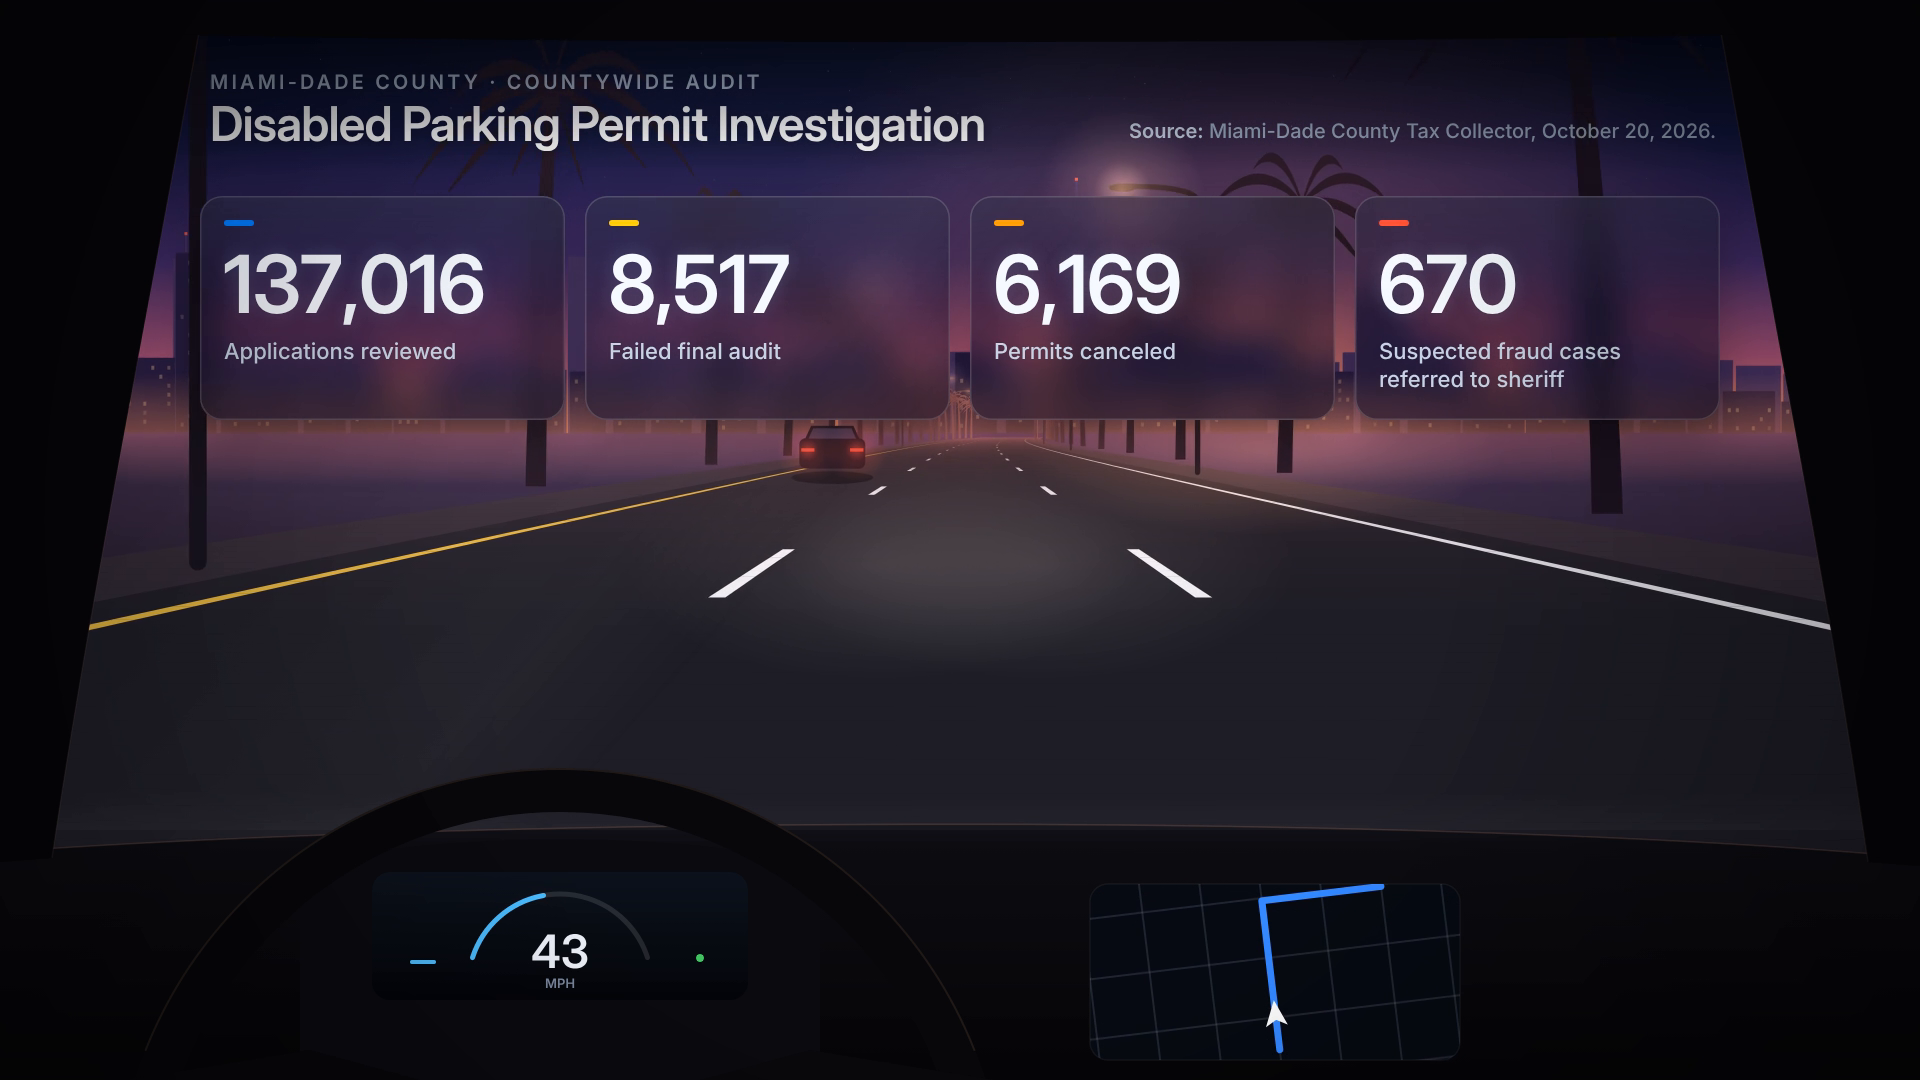 MIAMI-DADE COUNTY · COUNTYWIDE AUDIT
Disabled Parking Permit Investigation
Source: Miami-Dade County Tax Collector, October 20, 2026.
137,016
Applications reviewed
8,517
Failed final audit
6,169
Permits canceled
670
Suspected fraud cases
referred to sheriff
43
MPH